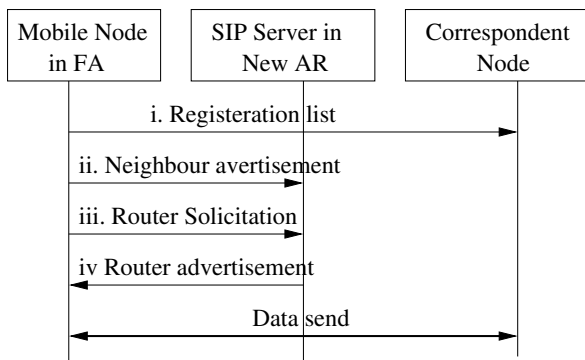 Mobile Node
in FA
SIP Server in
New AR
Correspondent
Node
i. Registeration list
ii. Neighbour avertisement
iii. Router Solicitation
iv Router advertisement
Data send